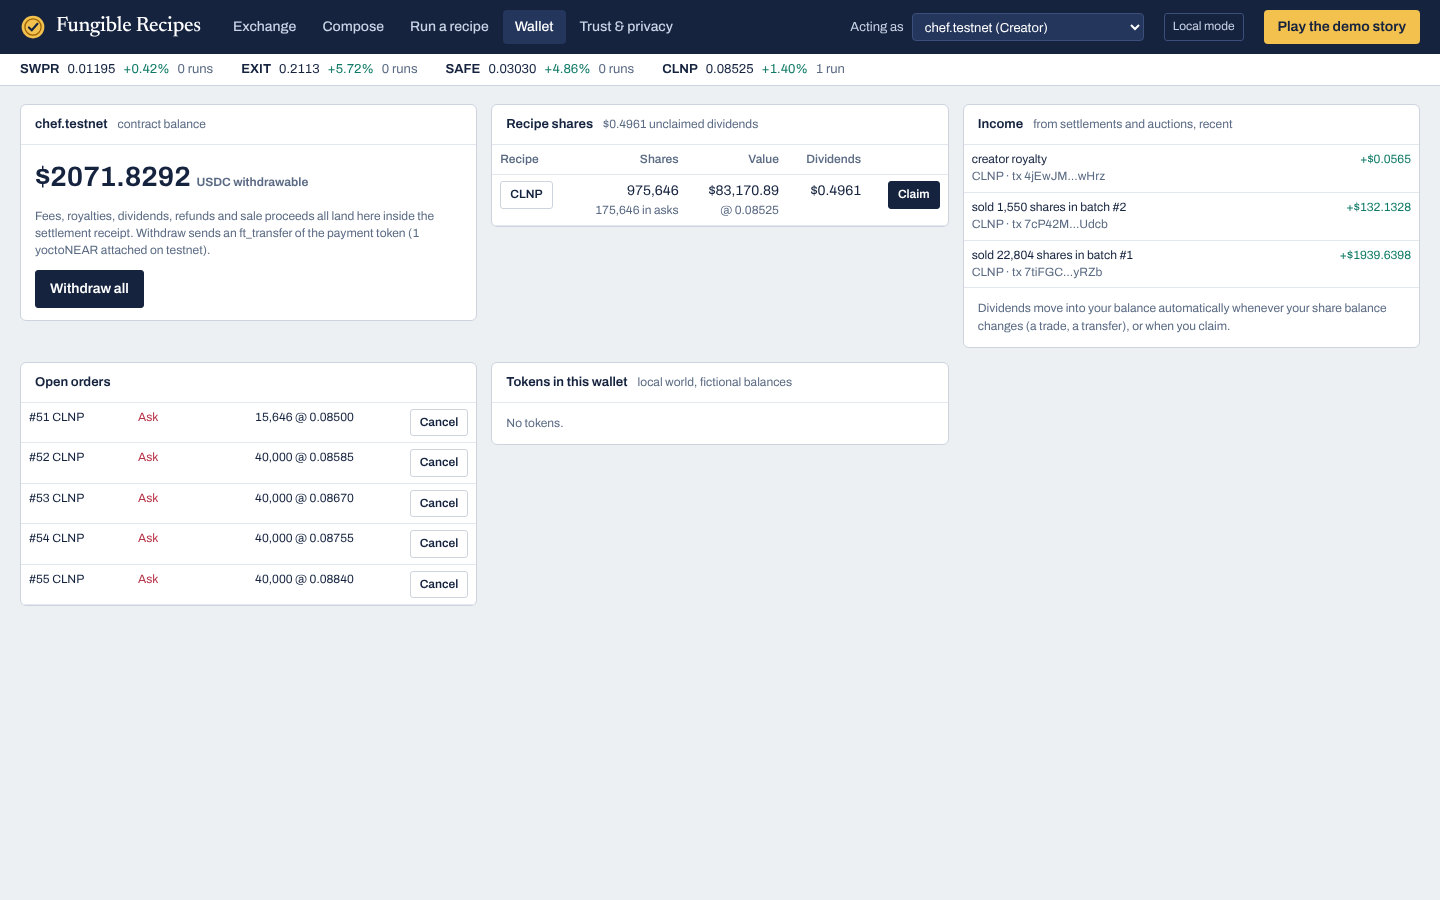 Fungible Recipes Exchange Compose Run a recipe Wallet Trust & privacy Acting as chef.testnet (Creator) Local mode Play the demo story
SWPR 0.01195 +0.42% 0 runs EXIT 0.2113 +5.72% 0 runs SAFE 0.03030 +4.86% 0 runs CLNP 0.08525 +1.40% 1 run
chef.testnet contract balance
$2071.8292 USDC withdrawable
Fees, royalties, dividends, refunds and sale proceeds all land here inside the
settlement receipt. Withdraw sends an ft_transfer of the payment token (1
yoctoNEAR attached on testnet).
Withdraw all
Recipe shares $0.4961 unclaimed dividends
Recipe Shares Value Dividends
CLNP 975,646 $83,170.89 $0.4961 Claim
175,646 in asks @ 0.08525
Income from settlements and auctions, recent
creator royalty +$0.0565
CLNP · tx 4jEwJM…wHrz
sold 1,550 shares in batch #2 +$132.1328
CLNP · tx 7cP42M…Udcb
sold 22,804 shares in batch #1 +$1939.6398
CLNP · tx 7tiFGC…yRZb
Dividends move into your balance automatically whenever your share balance
changes (a trade, a transfer), or when you claim.
Open orders
#51 CLNP Ask 15,646 @ 0.08500 Cancel
#52 CLNP Ask 40,000 @ 0.08585 Cancel
#53 CLNP Ask 40,000 @ 0.08670 Cancel
#54 CLNP Ask 40,000 @ 0.08755 Cancel
#55 CLNP Ask 40,000 @ 0.08840 Cancel
Tokens in this wallet local world, fictional balances
No tokens.